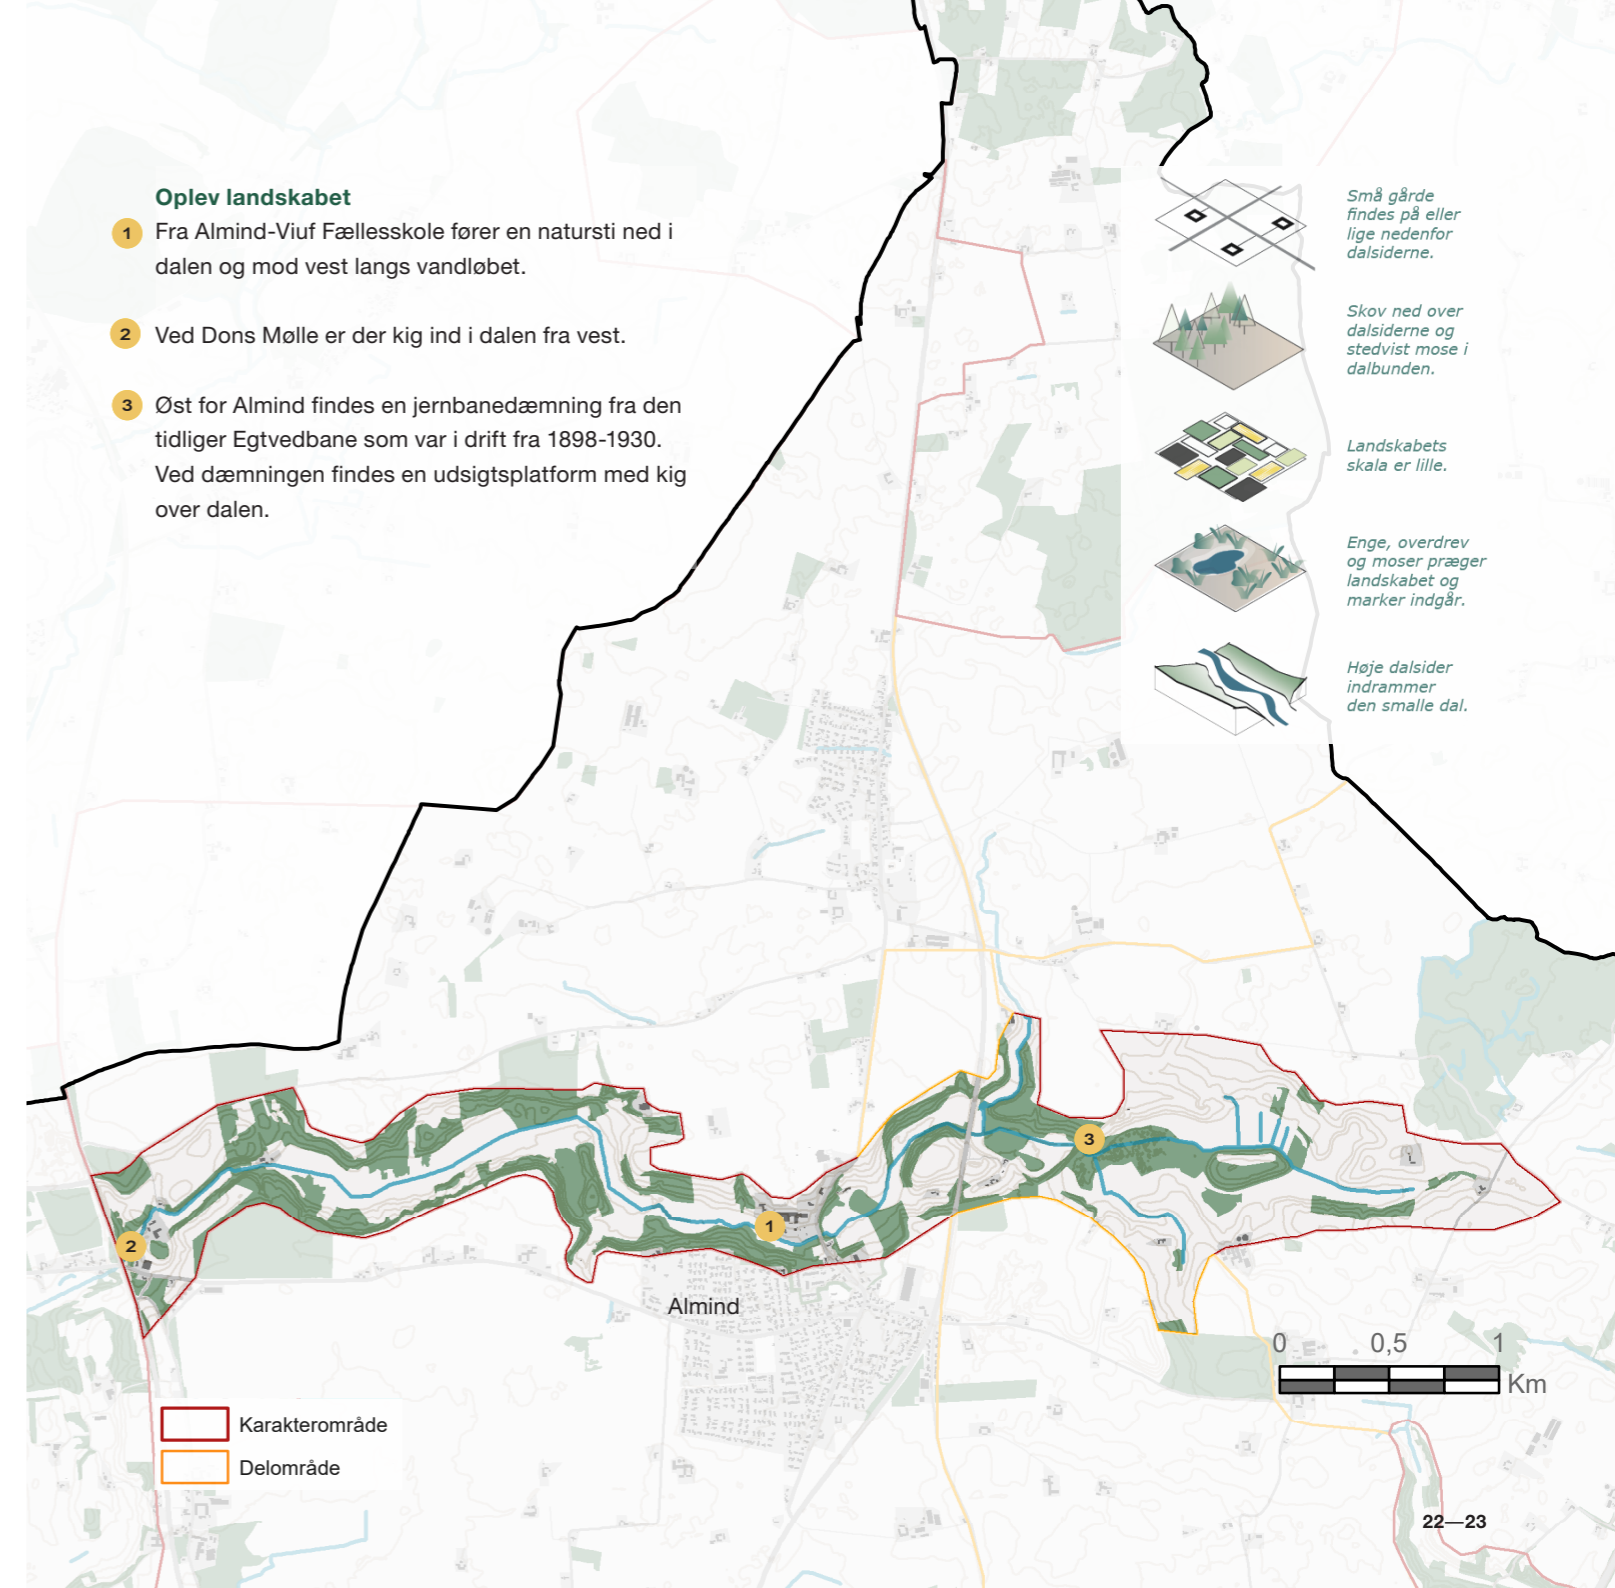 Oplev landskabet
1 Fra Almind-Viuf Fællesskole fører en natursti ned i
dalen og mod vest langs vandløbet.
2 Ved Dons Mølle er der kig ind i dalen fra vest.
3 Øst for Almind findes en jernbanedæmning fra den
tidliger Egtvedbane som var i drift fra 1898-1930.
Ved dæmningen findes en udsigtsplatform med kig
over dalen.
Små gårde
findes på eller
lige nedenfor
dalsiderne.
Skov ned over
dalsiderne og
stedvist mose i
dalbunden.
Landskabets
skala er lille.
Enge, overdrev
og moser præger
landskabet og
marker indgår.
Høje dalsider
indrammer
den smalle dal.
3
1
2
Almind
0 0,5 1
Km
Karakterområde
Delområde
22—23